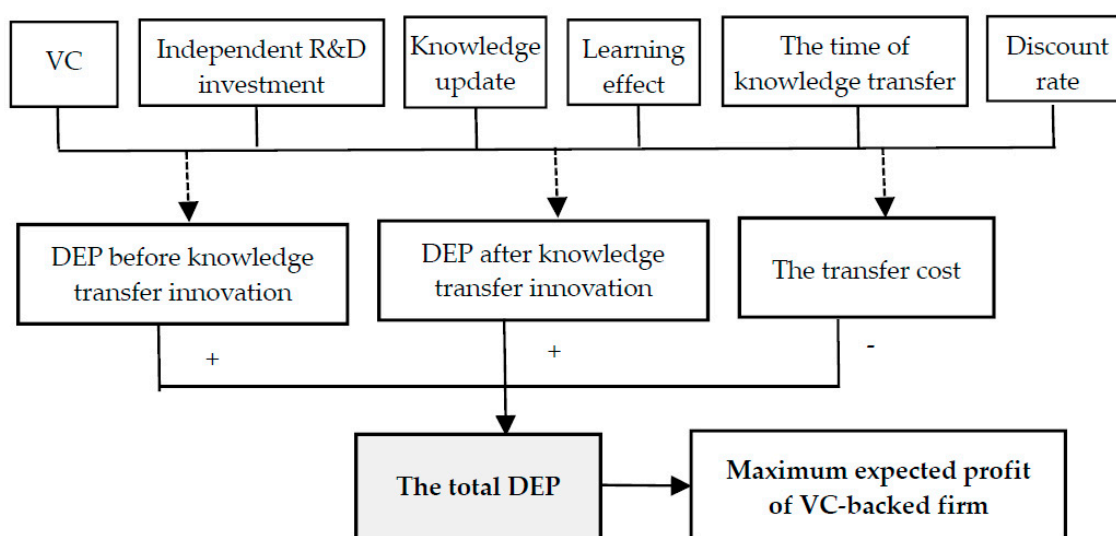 VC
Independent R&D
investment
Knowledge
update
Learning
effect
The time of
knowledge transfer
Discount
rate
DEP before knowledge
transfer innovation
DEP after knowledge
transfer innovation
The transfer cost
+
+
-
The total DEP
Maximum expected profit
of VC-backed firm